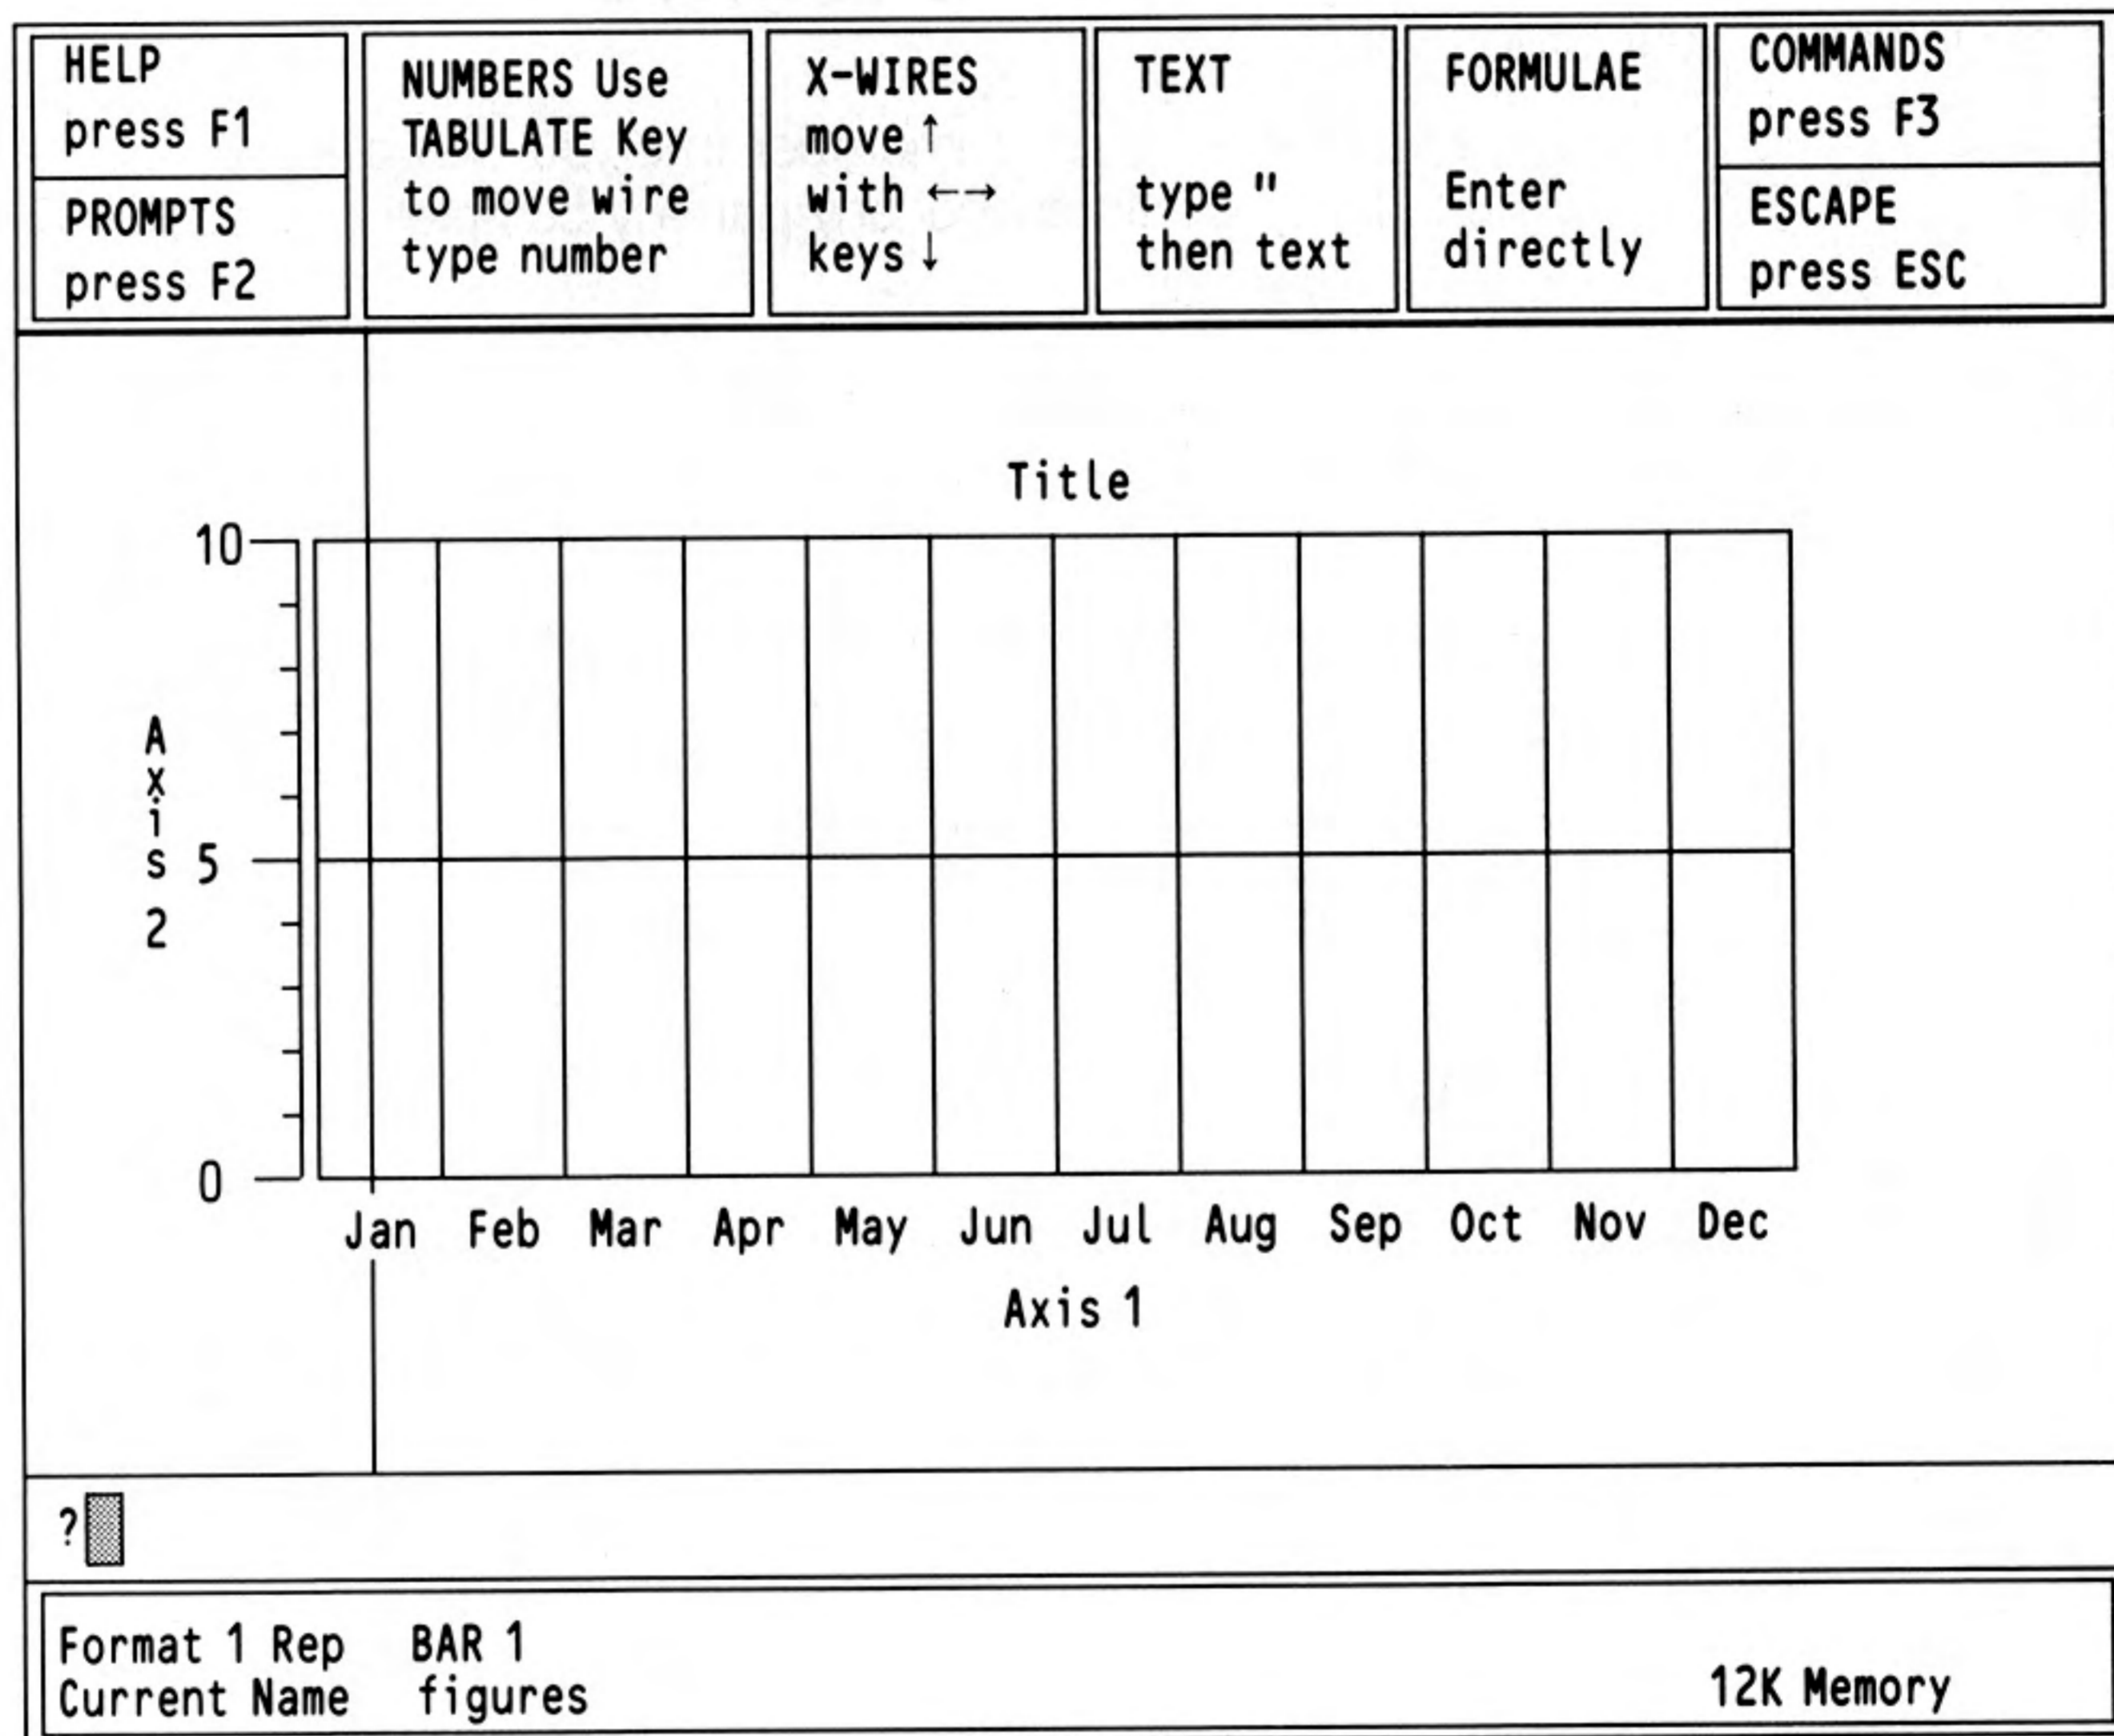 HELP
press F1
PROMPTS
press F2
NUMBERS Use
TABULATE Key
to move wire
type number
X-WIRES
move ↑
with ←→
keys ↓
TEXT
type "
then text
FORMULAE
Enter
directly
COMMANDS
press F3
ESCAPE
press ESC
Title
10
5
0
Axis 2
Jan Feb Mar Apr May Jun Jul Aug Sep Oct Nov Dec
Axis 1
?
Format 1 Rep BAR 1
Current Name figures
12K Memory